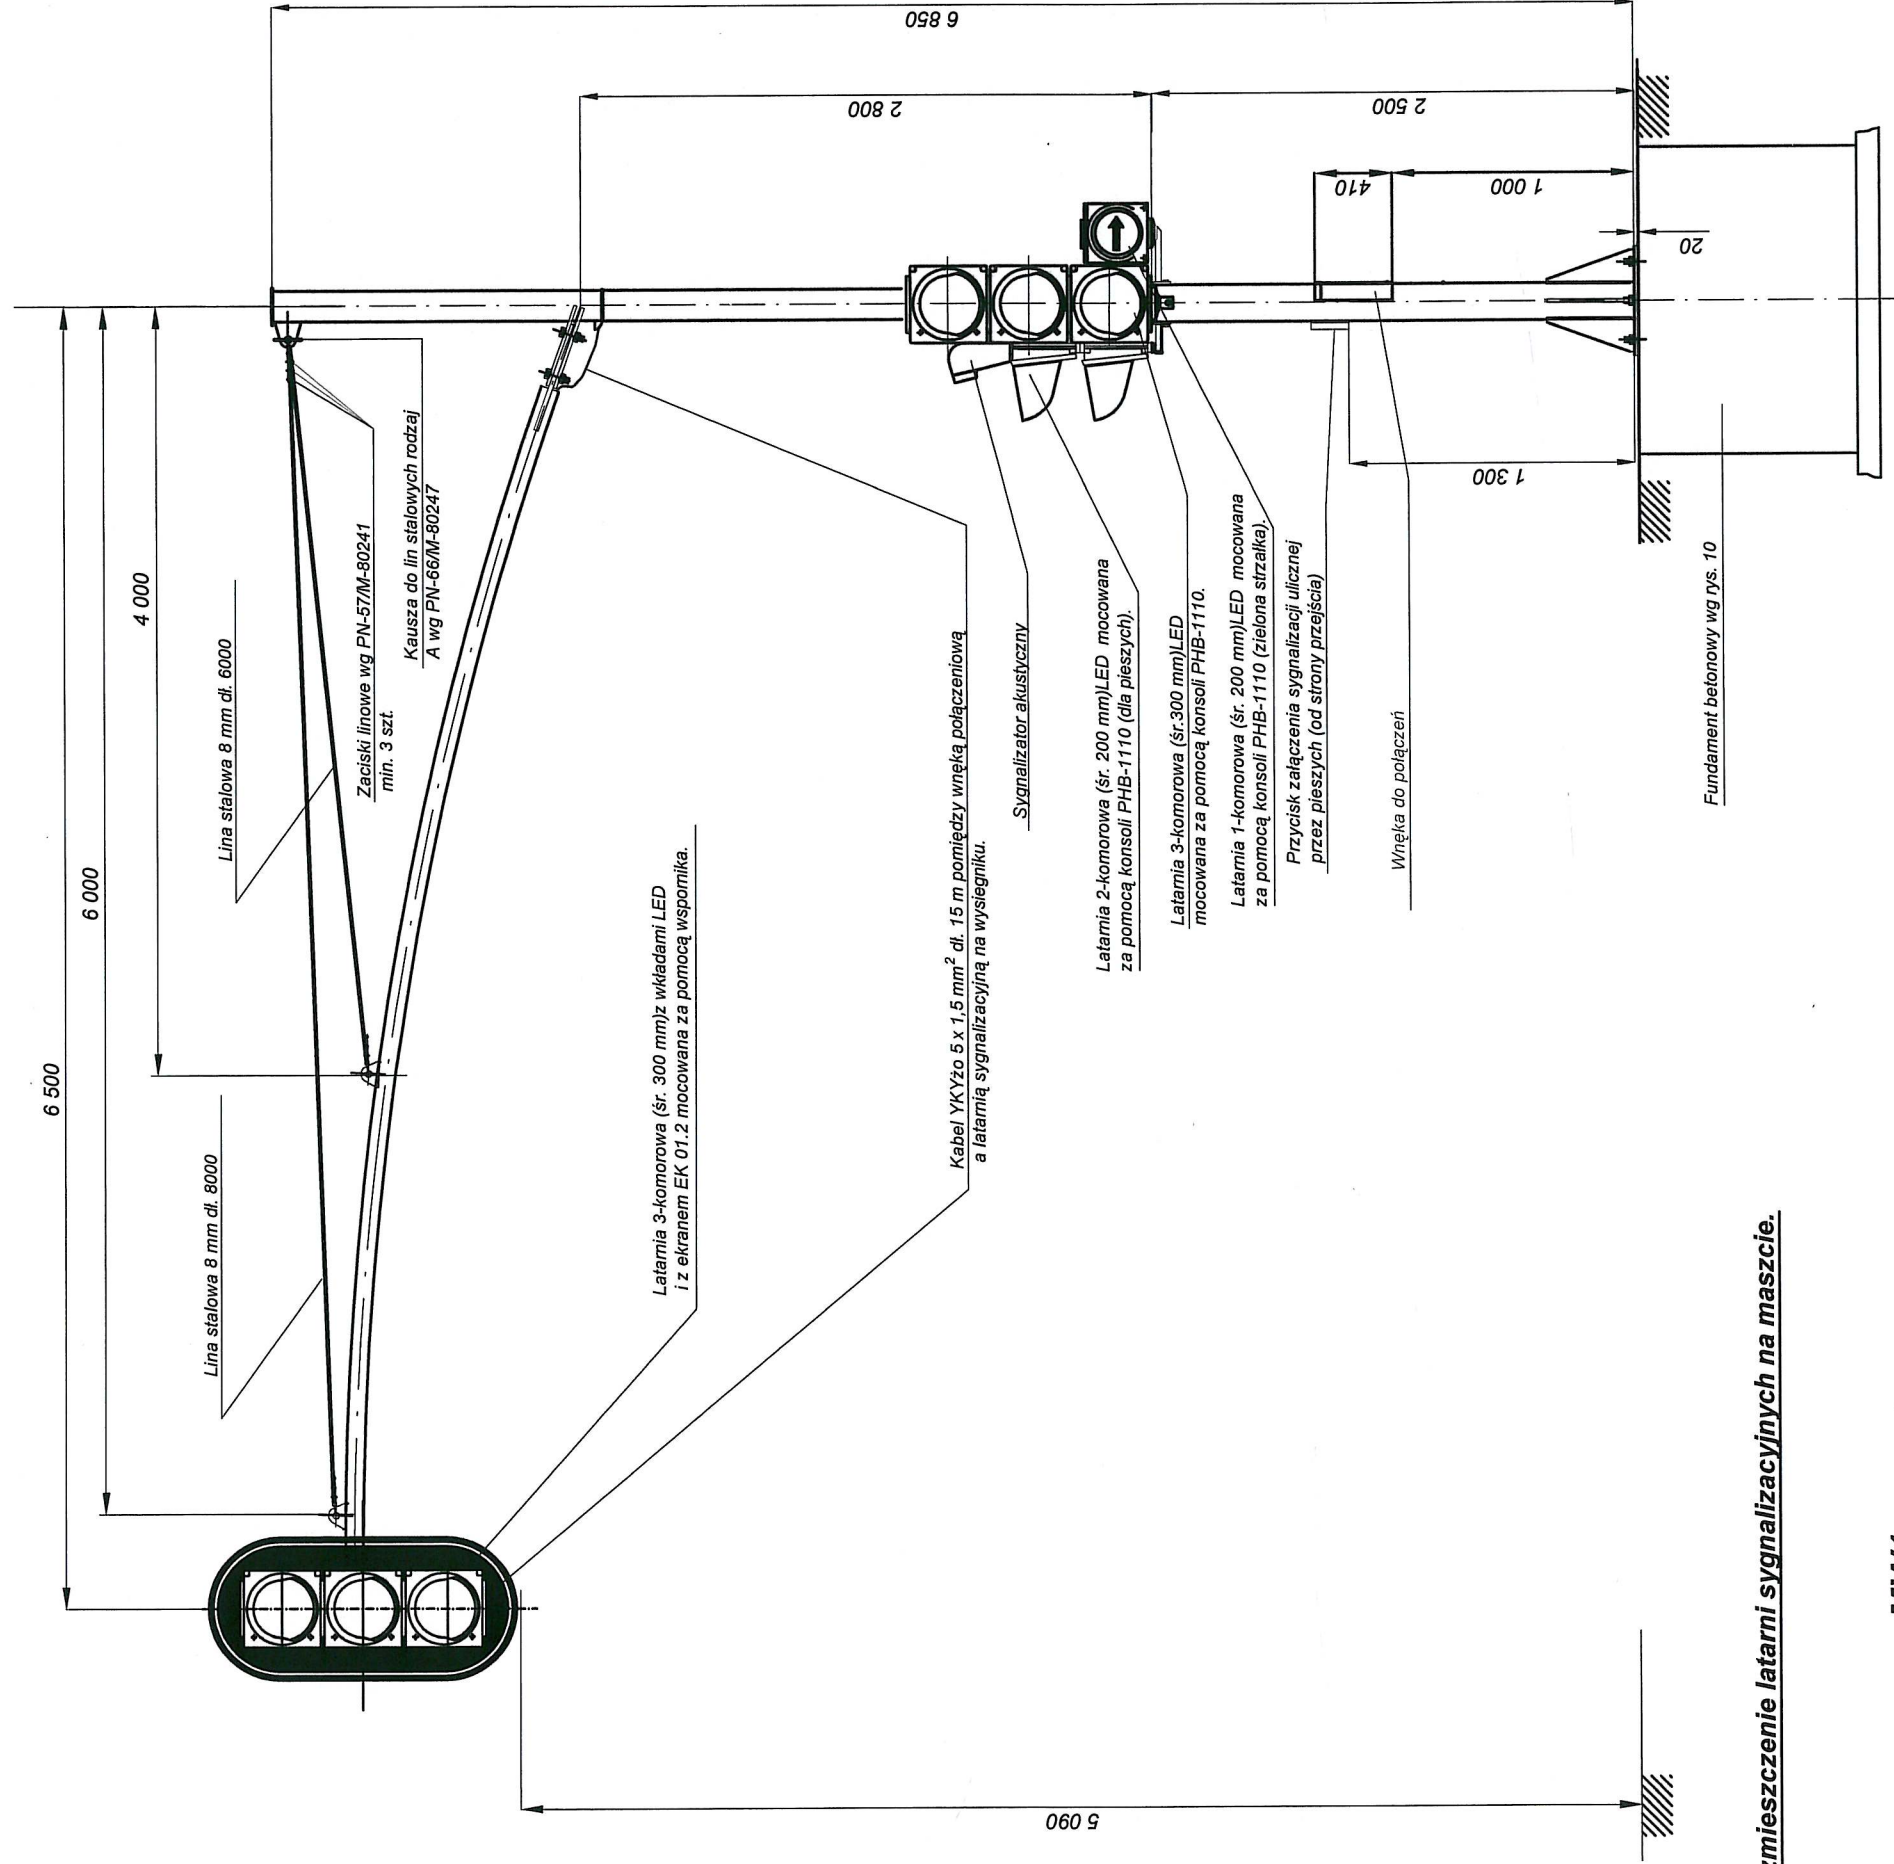 6 850
2 800
2 500
410
1 000
20
1 300
4 000
6 000
6 500
5 090
Lina stalowa 8 mm dł. 6000
Lina stalowa 8 mm dł. 8000
Zaciski linowe wg PN-57/M-80241
min. 3 szt.
Kausza do lin stalowych rodzaj
A wg PN-66/M-80247
Latarnia 3-komorowa (śr. 300 mm)z wkładami LED
i z ekranem EK 01.2 mocowana za pomocą wspornika.
Kabel YKYżo 5 x 1,5 mm² dł. 15 m pomiędzy wnęką połączeniową
a latarnią sygnalizacyjną na wysięgniku.
Sygnalizator akustyczny
Latarnia 2-komorowa (śr. 200 mm)LED mocowana
za pomocą konsoli PHB-1110 (dla pieszych).
Latarnia 3-komorowa (śr.300 mm)LED
mocowana za pomocą konsoli PHB-1110.
Latarnia 1-komorowa (śr. 200 mm)LED mocowana
za pomocą konsoli PHB-1110 (zielona strzałka).
Przycisk załączenia sygnalizacji ulicznej
przez pieszych (od strony przejścia)
Wnęka do połączeń
Fundament betonowy wg rys. 10
zmieszczenie latarni sygnalizacyjnych na maszcie.